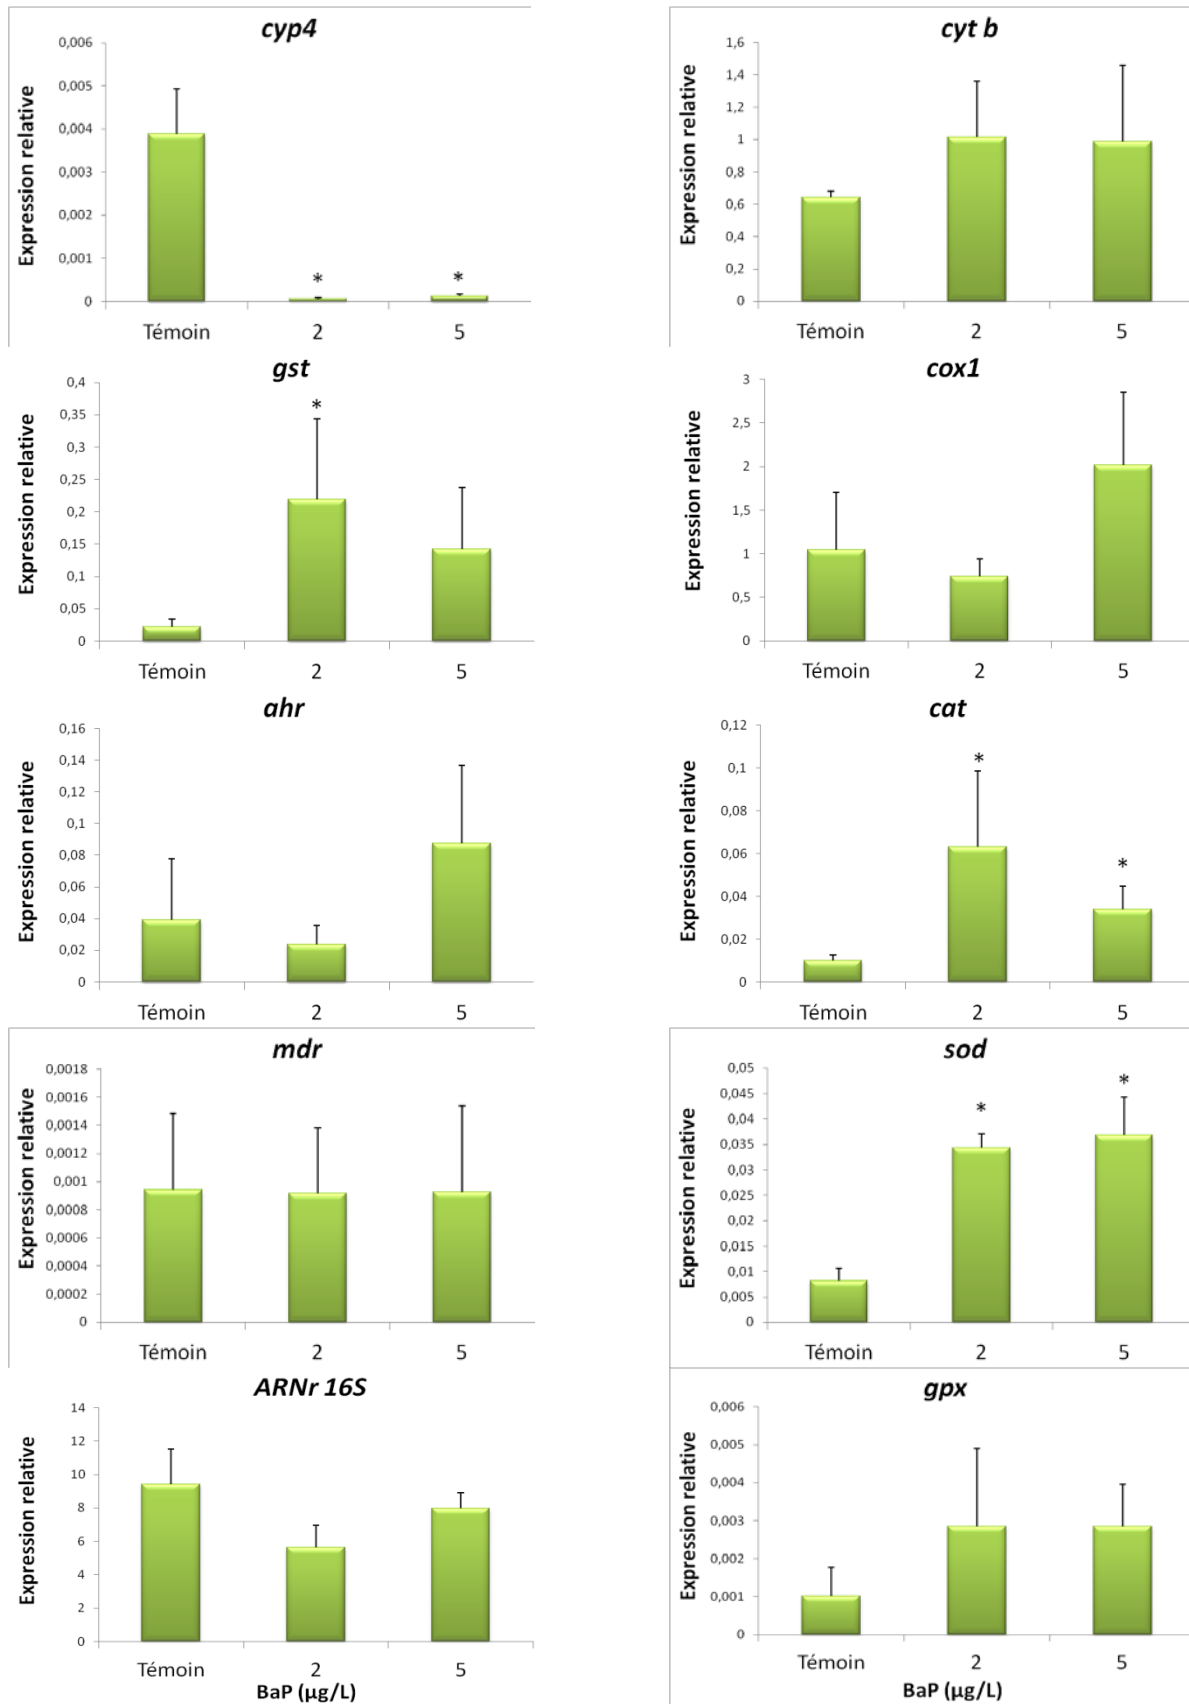 cyp4
Expression relative
0,006
0,005
0,004
0,003
0,002
0,001
0
*
*
Témoin 2 5
cyt b
Expression relative
1,6
1,4
1,2
1
0,8
0,6
0,4
0,2
0
Témoin 2 5
gst
Expression relative
0,4
0,35
0,3
0,25
0,2
0,15
0,1
0,05
0
*
Témoin 2 5
cox1
Expression relative
3
2,5
2
1,5
1
0,5
0
Témoin 2 5
ahr
Expression relative
0,16
0,14
0,12
0,1
0,08
0,06
0,04
0,02
0
Témoin 2 5
cat
Expression relative
0,12
0,1
0,08
0,06
0,04
0,02
0
*
*
Témoin 2 5
mdr
Expression relative
0,0018
0,0016
0,0014
0,0012
0,001
0,0008
0,0006
0,0004
0,0002
0
Témoin 2 5
sod
Expression relative
0,05
0,045
0,04
0,035
0,03
0,025
0,02
0,015
0,01
0,005
0
*
*
Témoin 2 5
ARNr 16S
Expression relative
14
12
10
8
6
4
2
0
Témoin 2 5
BaP (µg/L)
gpx
Expression relative
0,006
0,005
0,004
0,003
0,002
0,001
0
Témoin 2 5
BaP (µg/L)